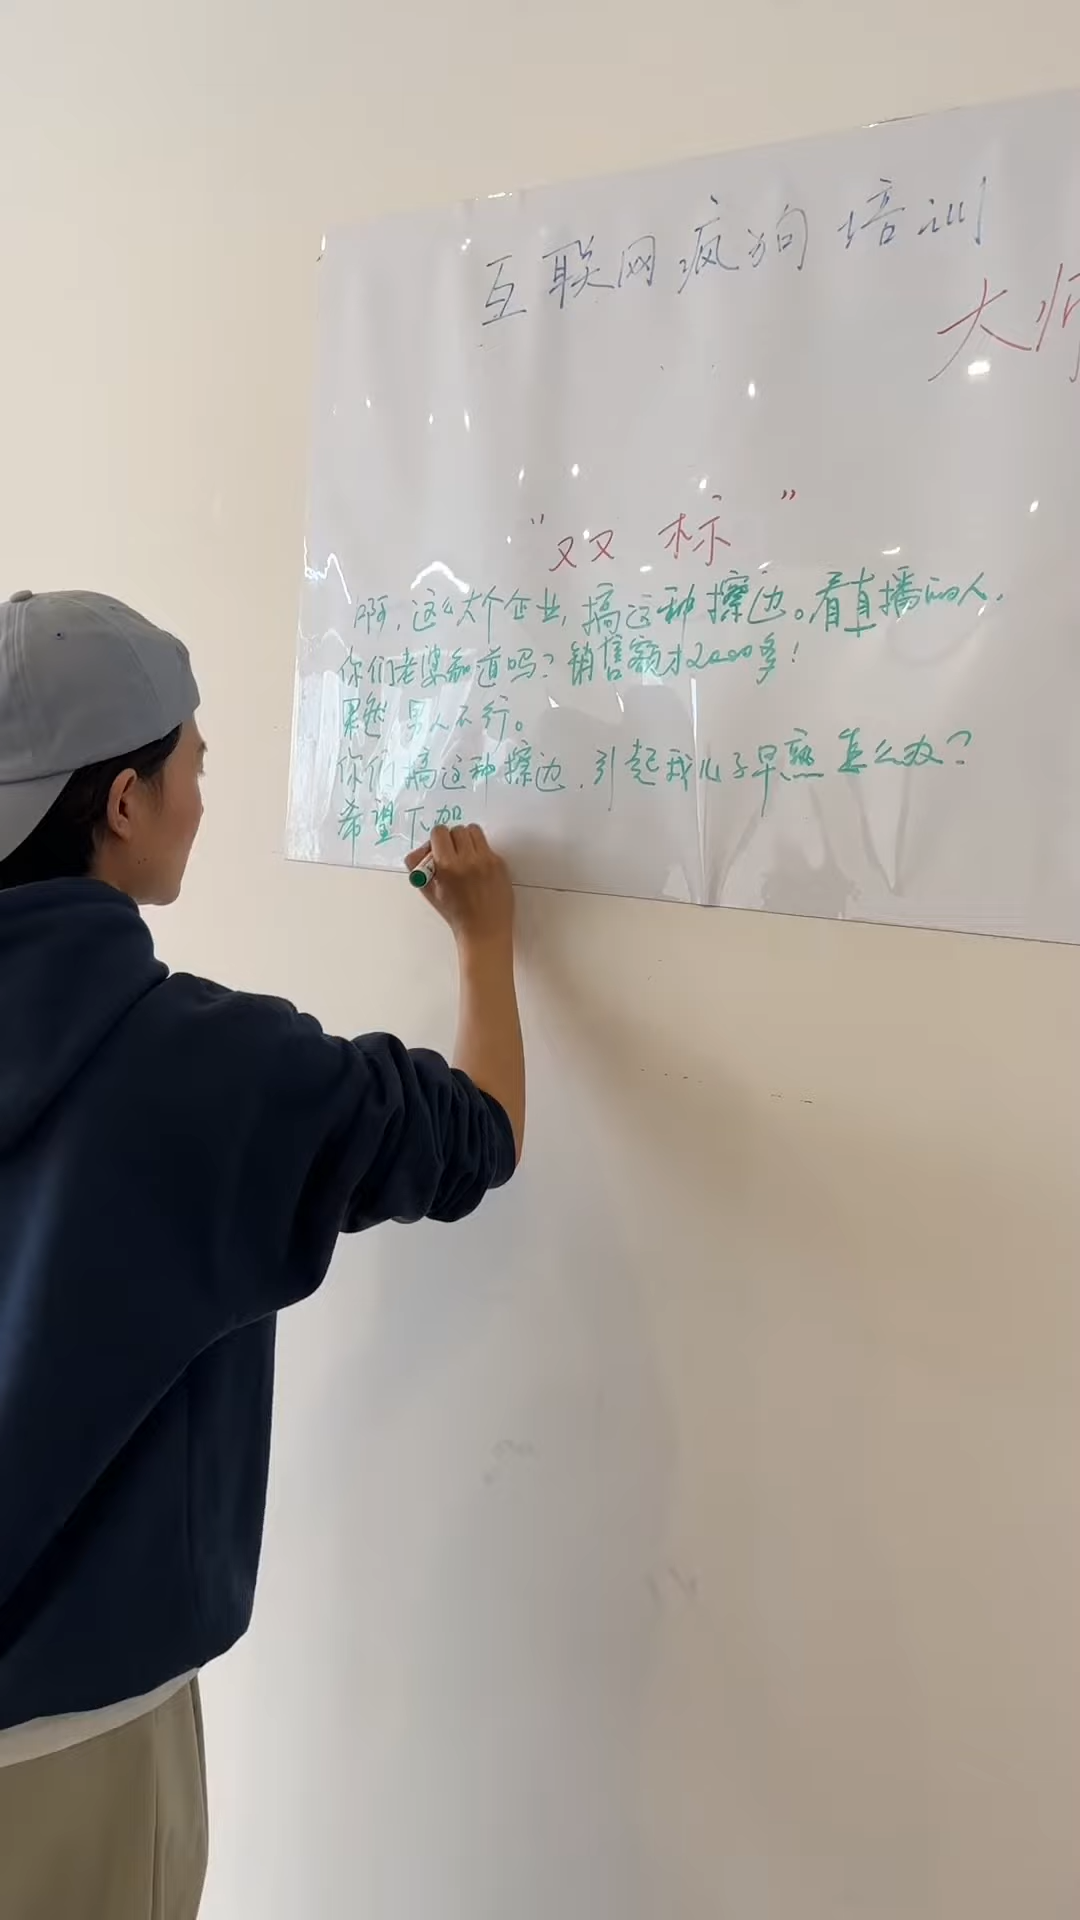 互联网疯狗培训
大师
"双标"
啊,这么大个企业,搞这种擦边。看直播的人,
你们老婆知道吗?销售额才2000多!
果然男人不行。
你们搞这种擦边,引起我儿子早熟怎么办?
希望下架